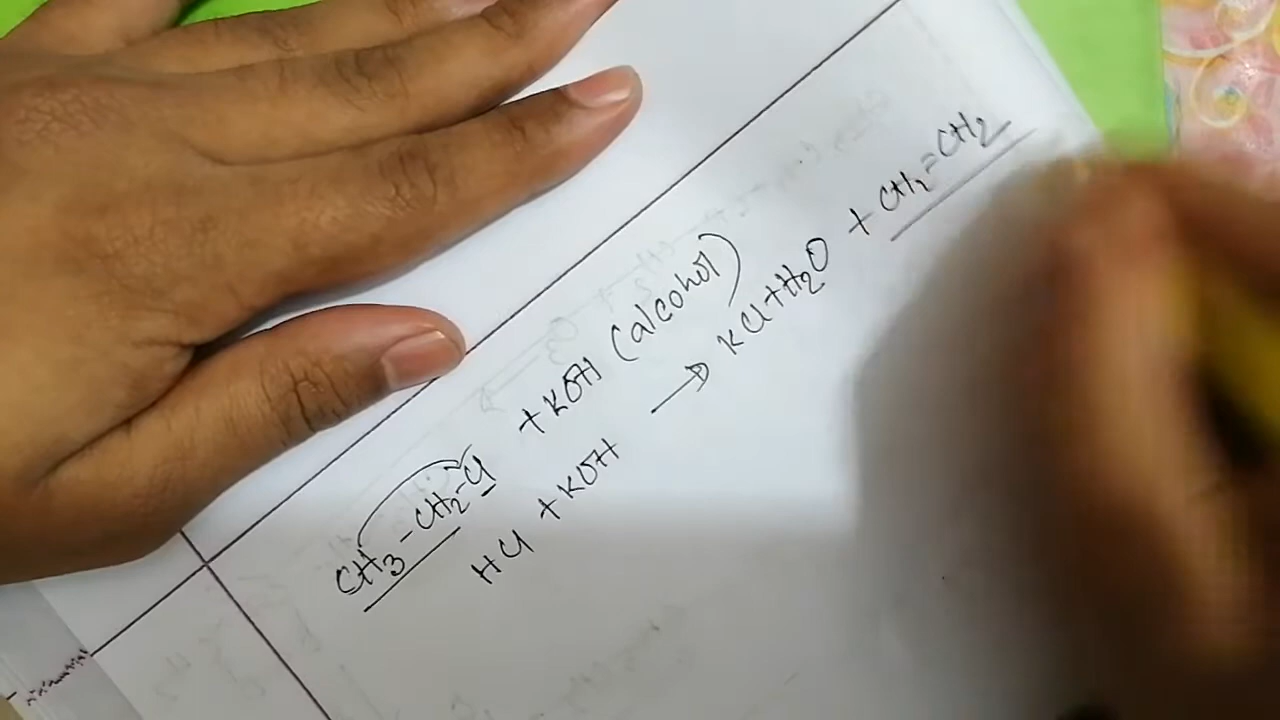 CH3-CH2-Cl + KOH (alcohol)
HCl + KOH → KCl + H2O + CH2=CH2